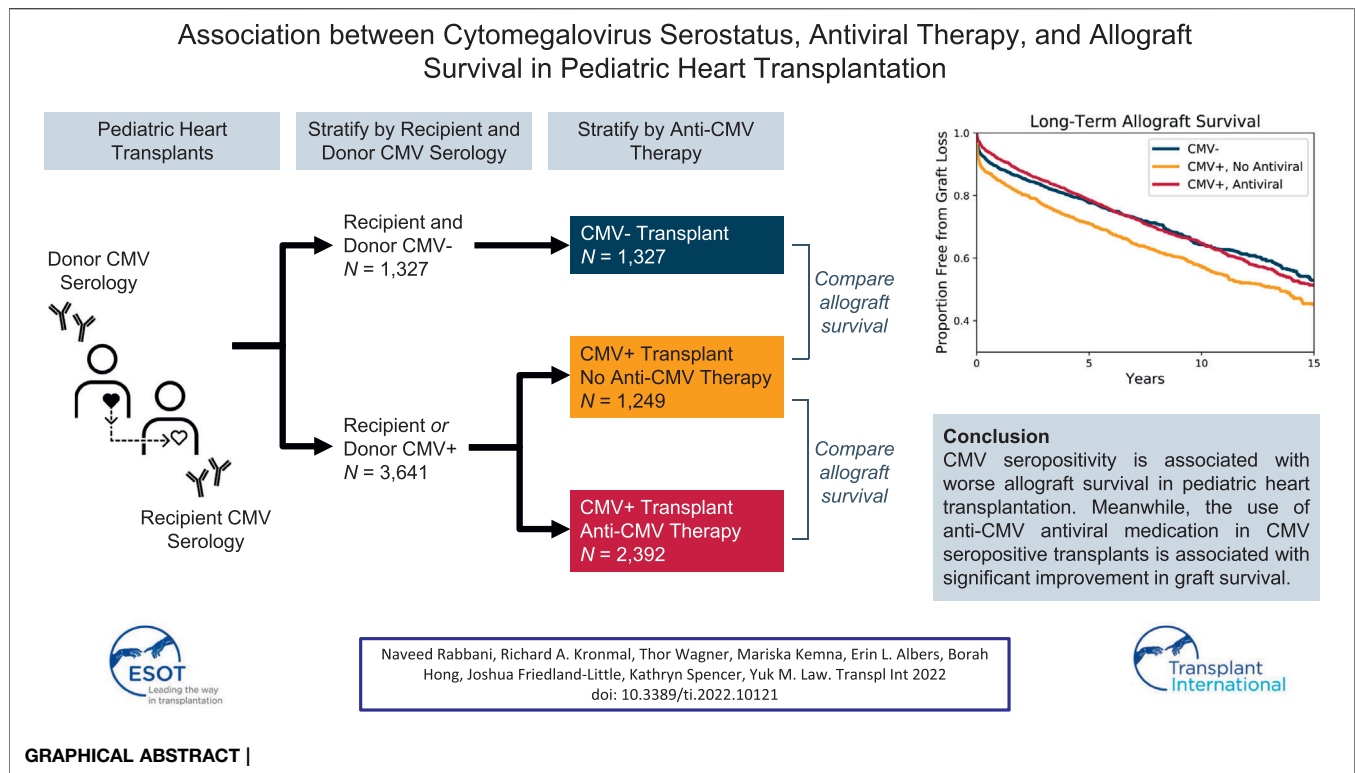 Association between Cytomegalovirus Serostatus, Antiviral Therapy, and Allograft
Survival in Pediatric Heart Transplantation
Pediatric Heart
Transplants
Stratify by Recipient and
Donor CMV Serology
Stratify by Anti-CMV
Therapy
Donor CMV
Serology
Recipient CMV
Serology
Recipient and
Donor CMV-
N = 1,327
Recipient or
Donor CMV+
N = 3,641
CMV- Transplant
N = 1,327
CMV+ Transplant
No Anti-CMV Therapy
N = 1,249
CMV+ Transplant
Anti-CMV Therapy
N = 2,392
Compare
allograft
survival
Compare
allograft
survival
Long-Term Allograft Survival
CMV-
CMV+, No Antiviral
CMV+, Antiviral
Proportion Free from Graft Loss
1.0
0.8
0.6
0.4
0
5
10
15
Years
Conclusion
CMV seropositivity is associated with
worse allograft survival in pediatric heart
transplantation. Meanwhile, the use of
anti-CMV antiviral medication in CMV
seropositive transplants is associated with
significant improvement in graft survival.
ESOT
Leading the way
in transplantation
Naveed Rabbani, Richard A. Kronmal, Thor Wagner, Mariska Kemna, Erin L. Albers, Borah
Hong, Joshua Friedland-Little, Kathryn Spencer, Yuk M. Law. Transpl Int 2022
doi: 10.3389/ti.2022.10121
Transplant
International
GRAPHICAL ABSTRACT |